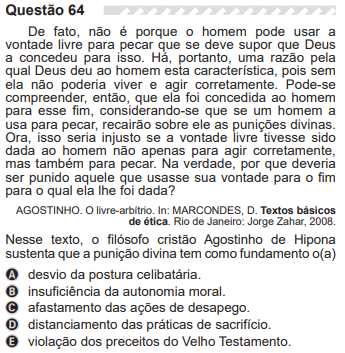 Questão 64
De fato, não é porque o homem pode usar a
vontade livre para pecar que se deve supor que Deus
a concedeu para isso. Há, portanto, uma razão pela
qual Deus deu ao homem esta característica, pois sem
ela não poderia viver e agir corretamente. Pode-se
compreender, então, que ela foi concedida ao homem
para esse fim, considerando-se que se um homem a
usa para pecar, recairão sobre ele as punições divinas.
Ora, isso seria injusto se a vontade livre tivesse sido
dada ao homem não apenas para agir corretamente,
mas também para pecar. Na verdade, por que deveria
ser punido aquele que usasse sua vontade para o fim
para o qual ela lhe foi dada?
AGOSTINHO. O livre-arbítrio. In: MARCONDES, D. Textos básicos
de ética. Rio de Janeiro: Jorge Zahar, 2008.
Nesse texto, o filósofo cristão Agostinho de Hipona
sustenta que a punição divina tem como fundamento o(a)
A desvio da postura celibatária.
B insuficiência da autonomia moral.
C afastamento das ações de desapego.
D distanciamento das práticas de sacrifício.
E violação dos preceitos do Velho Testamento.